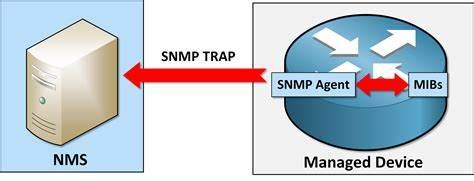 SNMP TRAP
SNMP Agent
MIBs
NMS
Managed Device